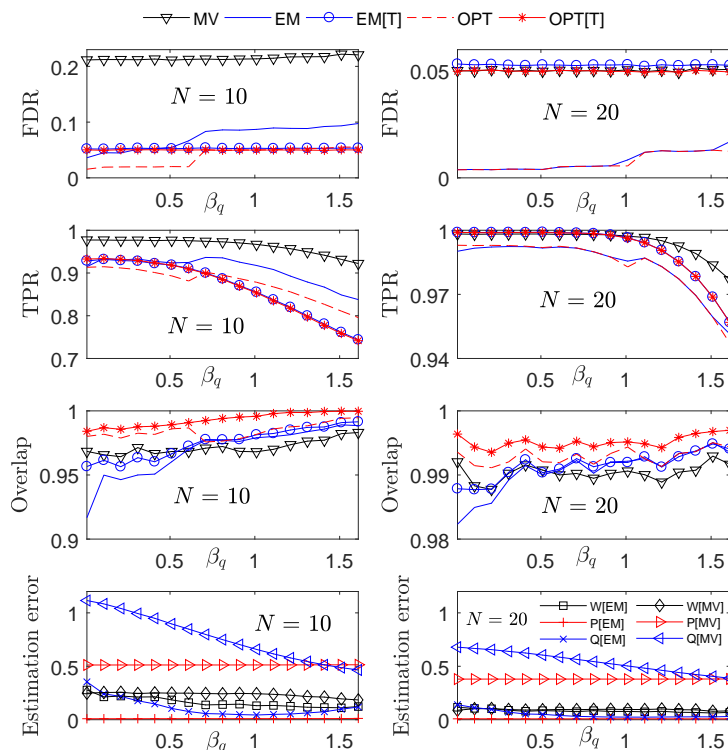 MV EM EM[T] OPT OPT[T]
0.2
0.1
0
FDR
N = 10
0.5 1 1.5
β_q
0.05
0
FDR
N = 20
0.5 1 1.5
β_q
1
0.9
0.8
0.7
TPR
N = 10
0.5 1 1.5
β_q
1
0.97
0.94
TPR
N = 20
0.5 1 1.5
β_q
1
0.95
0.9
Overlap
N = 10
0.5 1 1.5
β_q
1
0.99
0.98
Overlap
N = 20
0.5 1 1.5
β_q
1
0.5
0
Estimation error
N = 10
0.5 1 1.5
β_q
1
0.5
0
Estimation error
N = 20
W[EM] W[MV]
P[EM] P[MV]
Q[EM] Q[MV]
0.5 1 1.5
β_q